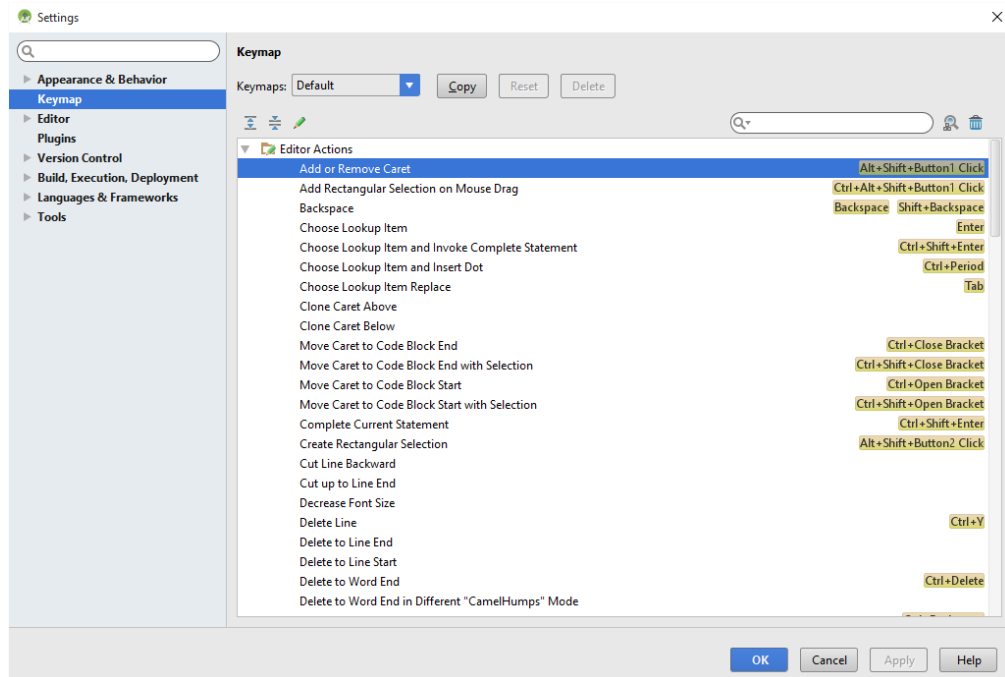 Settings
Appearance & Behavior
Keymap
Editor
Plugins
Version Control
Build, Execution, Deployment
Languages & Frameworks
Tools
Keymap
Keymaps: Default Copy Reset Delete
Editor Actions
Add or Remove Caret Alt+Shift+Button1 Click
Add Rectangular Selection on Mouse Drag Ctrl+Alt+Shift+Button1 Click
Backspace Backspace Shift+Backspace
Choose Lookup Item Enter
Choose Lookup Item and Invoke Complete Statement Ctrl+Shift+Enter
Choose Lookup Item and Insert Dot Ctrl+Period
Choose Lookup Item Replace Tab
Clone Caret Above
Clone Caret Below
Move Caret to Code Block End Ctrl+Close Bracket
Move Caret to Code Block End with Selection Ctrl+Shift+Close Bracket
Move Caret to Code Block Start Ctrl+Open Bracket
Move Caret to Code Block Start with Selection Ctrl+Shift+Open Bracket
Complete Current Statement Ctrl+Shift+Enter
Create Rectangular Selection Alt+Shift+Button2 Click
Cut Line Backward
Cut up to Line End
Decrease Font Size
Delete Line Ctrl+Y
Delete to Line End
Delete to Line Start
Delete to Word End Ctrl+Delete
Delete to Word End in Different "CamelHumps" Mode
OK Cancel Apply Help